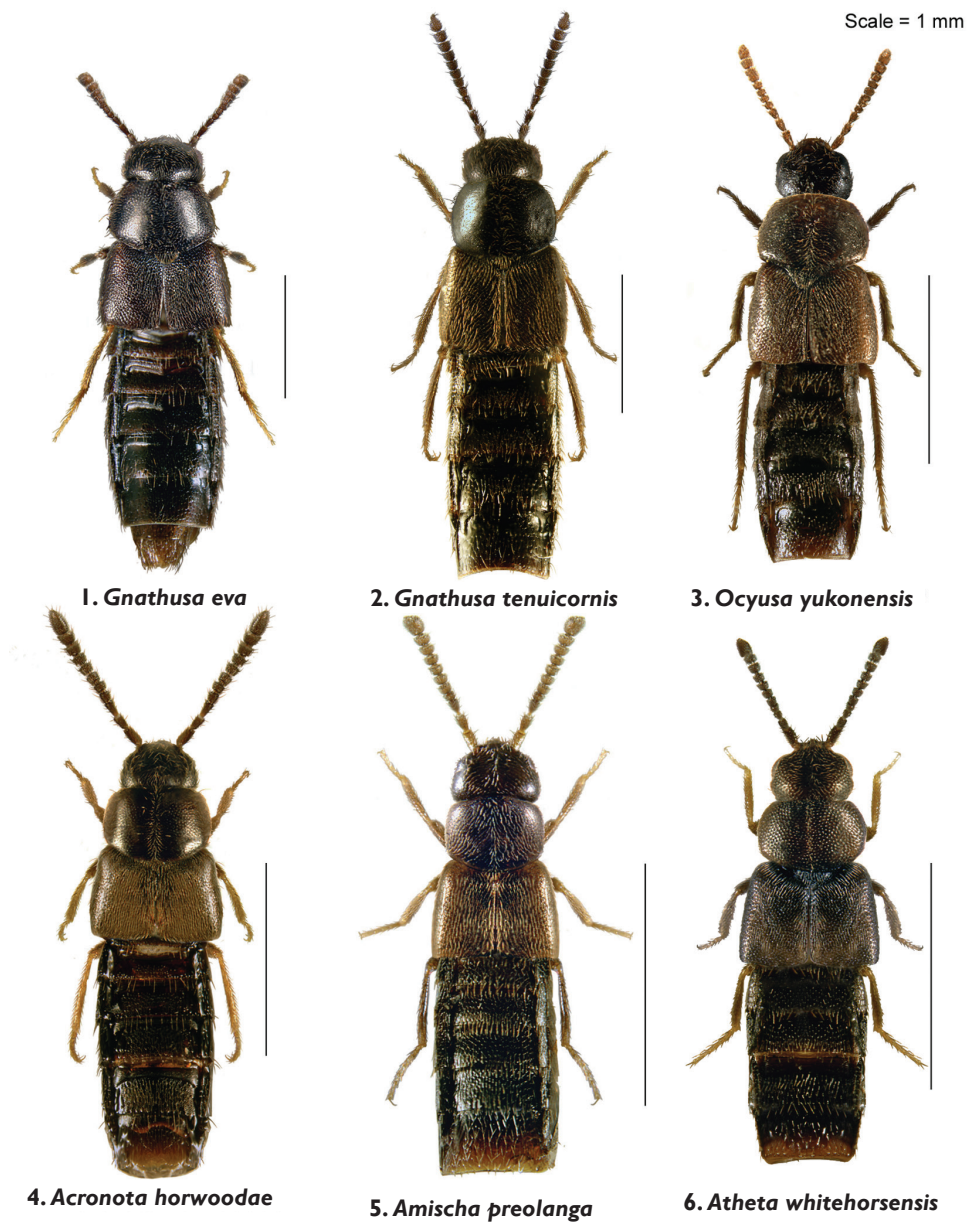 Scale = 1 mm
1. Gnathusa eva
2. Gnathusa tenuicornis
3. Ocyusa yukonensis
4. Acronota horwoodae
5. Amischa preolanga
6. Atheta whitehorsensis